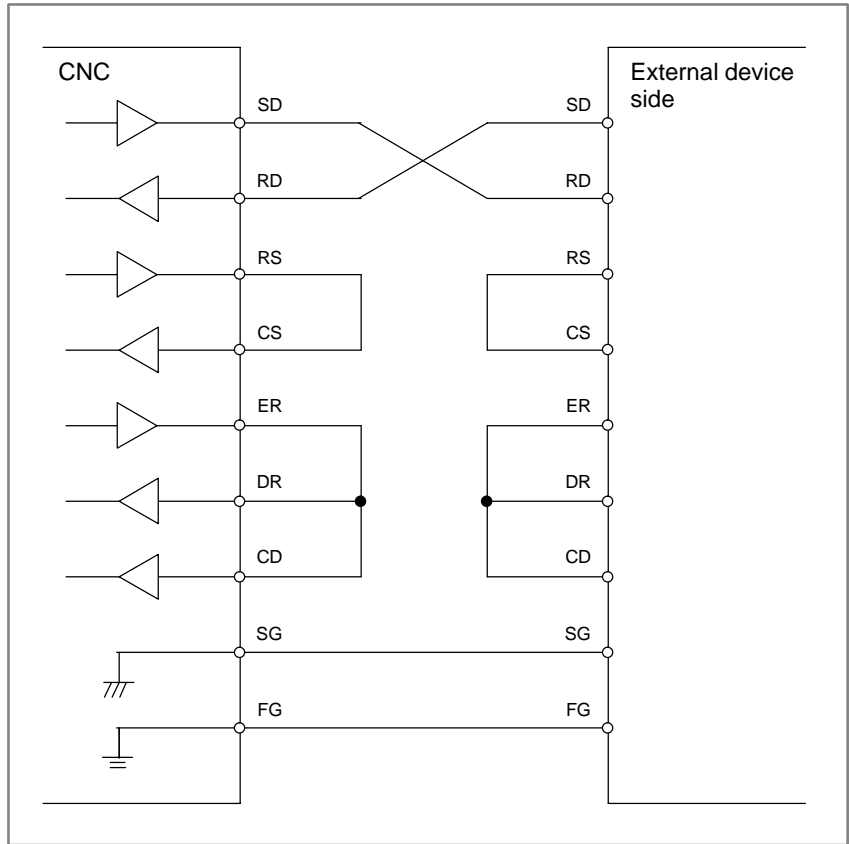 CNC
External device
side
SD SD
RD RD
RS RS
CS CS
ER ER
DR DR
CD CD
SG SG
FG FG